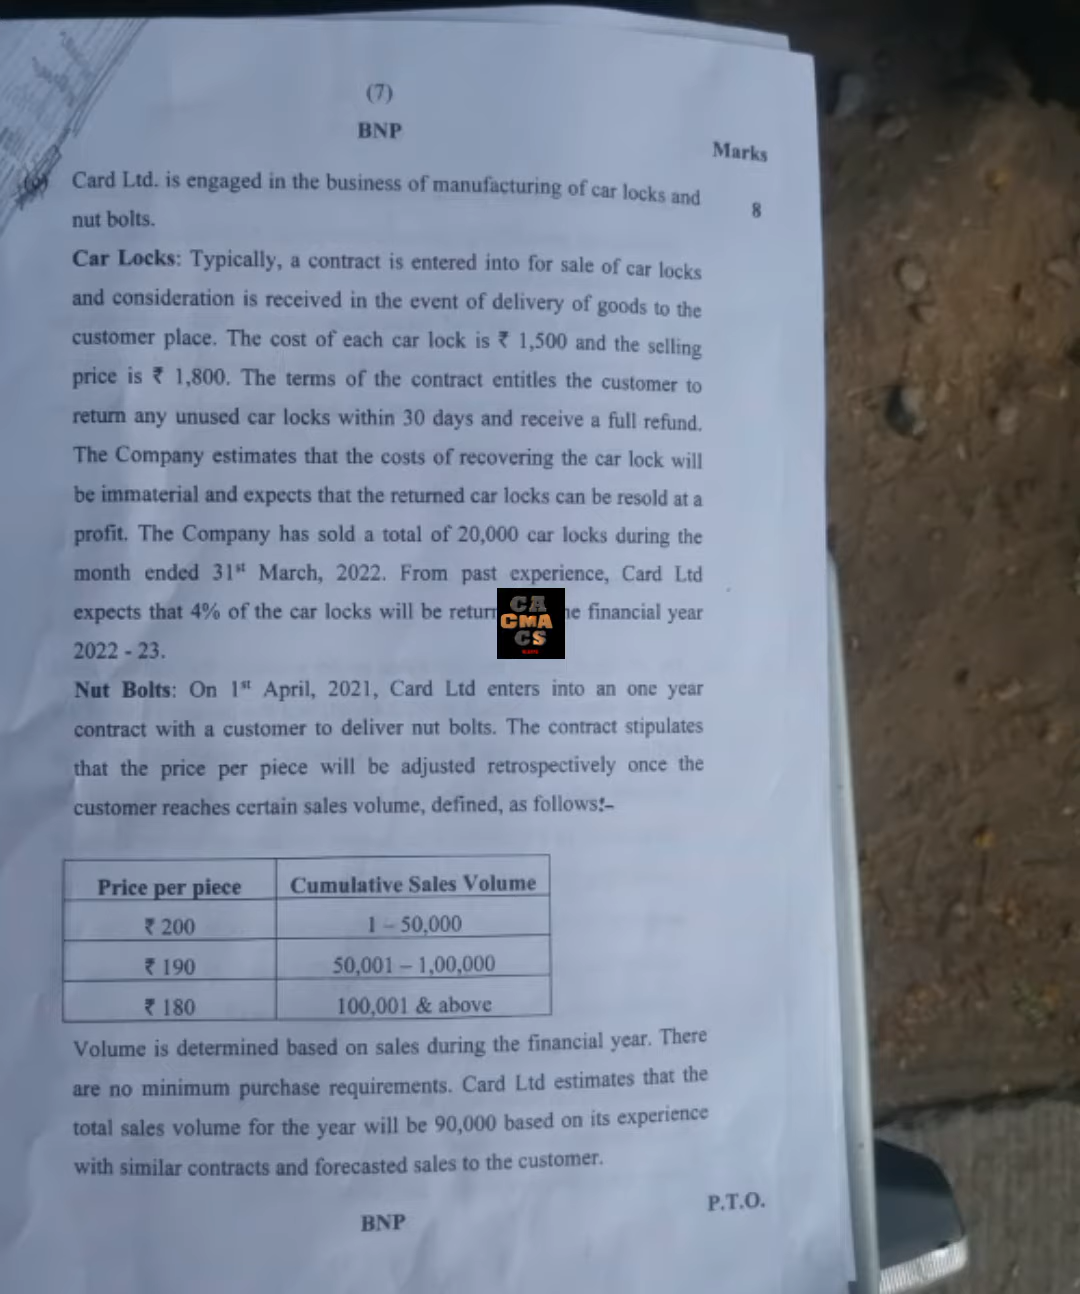 (7)
BNP
Marks
Card Ltd. is engaged in the business of manufacturing of car locks and
8
nut bolts.
Car Locks: Typically, a contract is entered into for sale of car locks
and consideration is received in the event of delivery of goods to the
customer place. The cost of each car lock is ₹ 1,500 and the selling
price is ₹ 1,800. The terms of the contract entitles the customer to
return any unused car locks within 30 days and receive a full refund.
The Company estimates that the costs of recovering the car lock will
be immaterial and expects that the returned car locks can be resold at a
profit. The Company has sold a total of 20,000 car locks during the
month ended 31st March, 2022. From past experience, Card Ltd
expects that 4% of the car locks will be financial year
CA
CMA
CS
2022 - 23.
Nut Bolts: On 1st April, 2021, Card Ltd enters into an one year
contract with a customer to deliver nut bolts. The contract stipulates
that the price per piece will be adjusted retrospectively once the
customer reaches certain sales volume, defined, as follows:-
Price per piece Cumulative Sales Volume
₹ 200 1 – 50,000
₹ 190 50,001 – 1,00,000
₹ 180 100,001 & above
Volume is determined based on sales during the financial year. There
are no minimum purchase requirements. Card Ltd estimates that the
total sales volume for the year will be 90,000 based on its experience
with similar contracts and forecasted sales to the customer.
P.T.O.
BNP